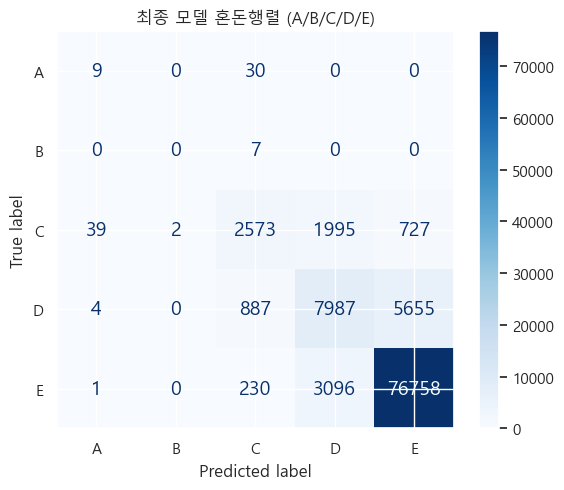 최종 모델 혼돈행렬 (A/B/C/D/E)
A 9 0 30 0 0
B 0 0 7 0 0
C 39 2 2573 1995 727
D 4 0 887 7987 5655
E 1 0 230 3096 76758
A B C D E
Predicted label
True label
70000
60000
50000
40000
30000
20000
10000
0